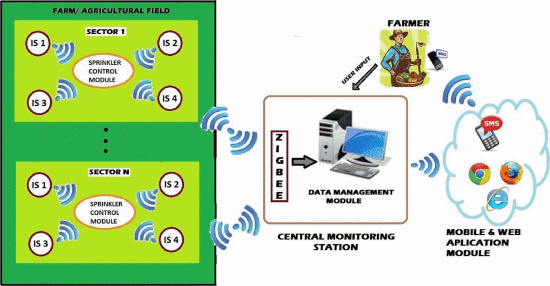 FARM/ AGRICULTURAL FIELD
SECTOR 1
IS 1
IS 2
SPRINKLER
CONTROL
MODULE
IS 3
IS 4
SECTOR N
IS 1
IS 2
SPRINKLER
CONTROL
MODULE
IS 3
IS 4
FARMER
SMS
USER INPUT
ZIGBEE
DATA MANAGEMENT
MODULE
CENTRAL MONITORING
STATION
SMS
MOBILE & WEB
APLICATION
MODULE